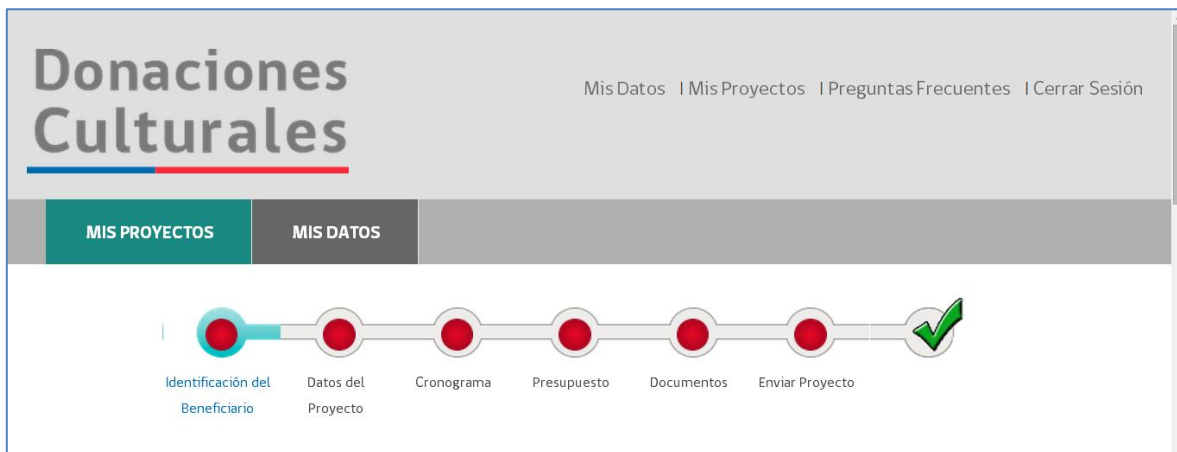 Donaciones
Culturales
Mis Datos I Mis Proyectos I Preguntas Frecuentes I Cerrar Sesión
MIS PROYECTOS MIS DATOS
Identificación del Datos del Cronograma Presupuesto Documentos Enviar Proyecto
Beneficiario Proyecto